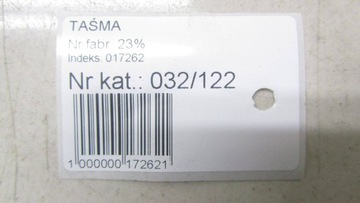 TAŚMA
Nr fabr. 23%
Indeks. 017262
Nr kat.: 032/122
1 000000 172621